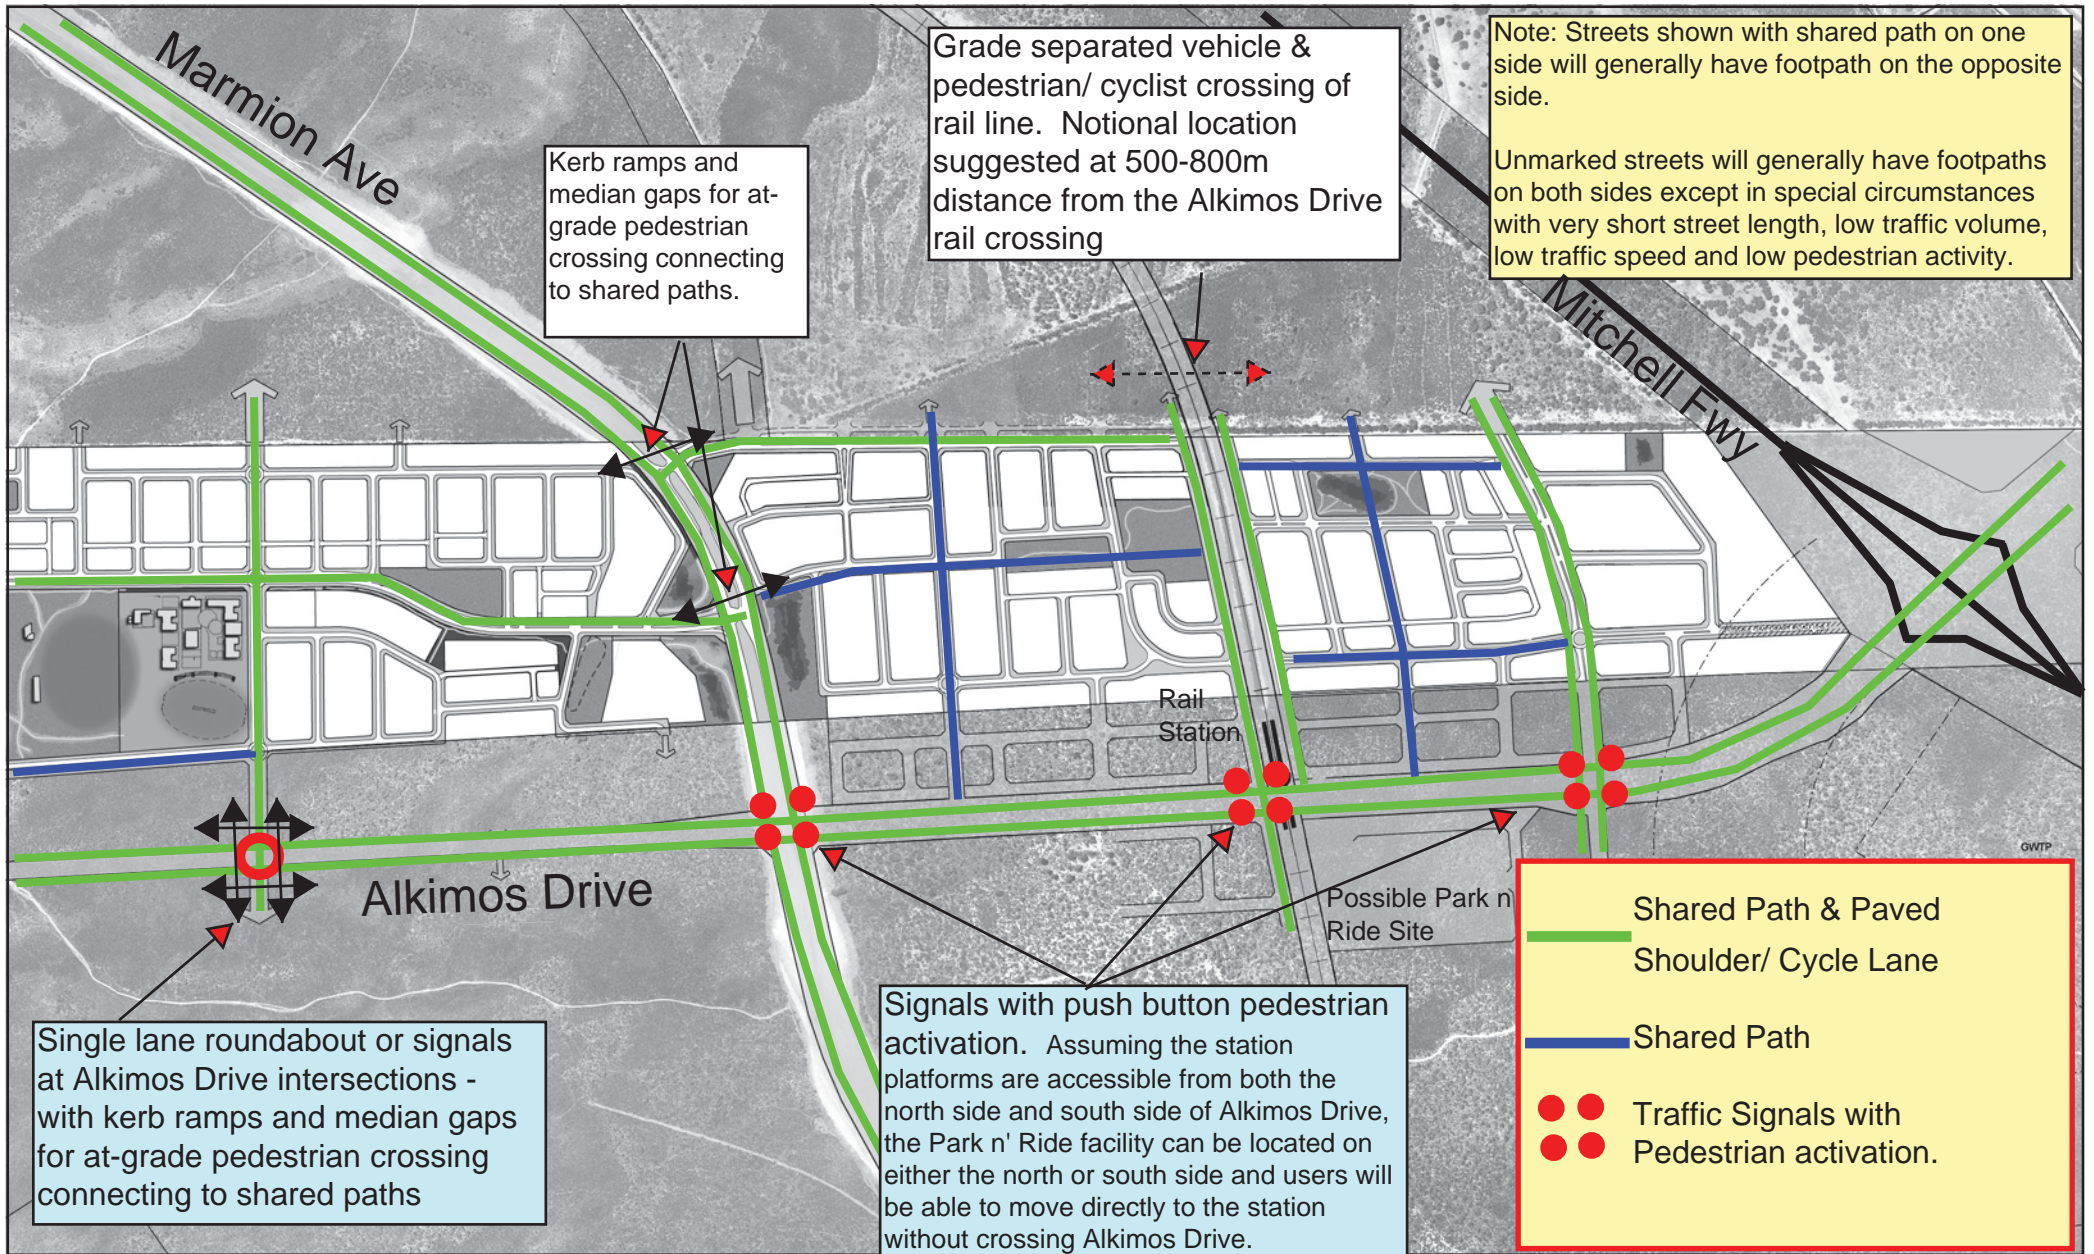 Marmion Ave
Kerb ramps and
median gaps for at-
grade pedestrian
crossing connecting
to shared paths.
Grade separated vehicle &
pedestrian/ cyclist crossing of
rail line.  Notional location
suggested at 500-800m
distance from the Alkimos Drive
rail crossing
Note: Streets shown with shared path on one
side will generally have footpath on the opposite
side.
Unmarked streets will generally have footpaths
on both sides except in special circumstances
with very short street length, low traffic volume,
low traffic speed and low pedestrian activity.
Mitchell Fwy
Rail
Station
Alkimos Drive
Possible Park n
Ride Site
GWTP
Single lane roundabout or signals
at Alkimos Drive intersections -
with kerb ramps and median gaps
for at-grade pedestrian crossing
connecting to shared paths
Signals with push button pedestrian
activation.  Assuming the station
platforms are accessible from both the
north side and south side of Alkimos Drive,
the Park n' Ride facility can be located on
either the north or south side and users will
be able to move directly to the station
without crossing Alkimos Drive.
Shared Path & Paved
Shoulder/ Cycle Lane
Shared Path
Traffic Signals with
Pedestrian activation.